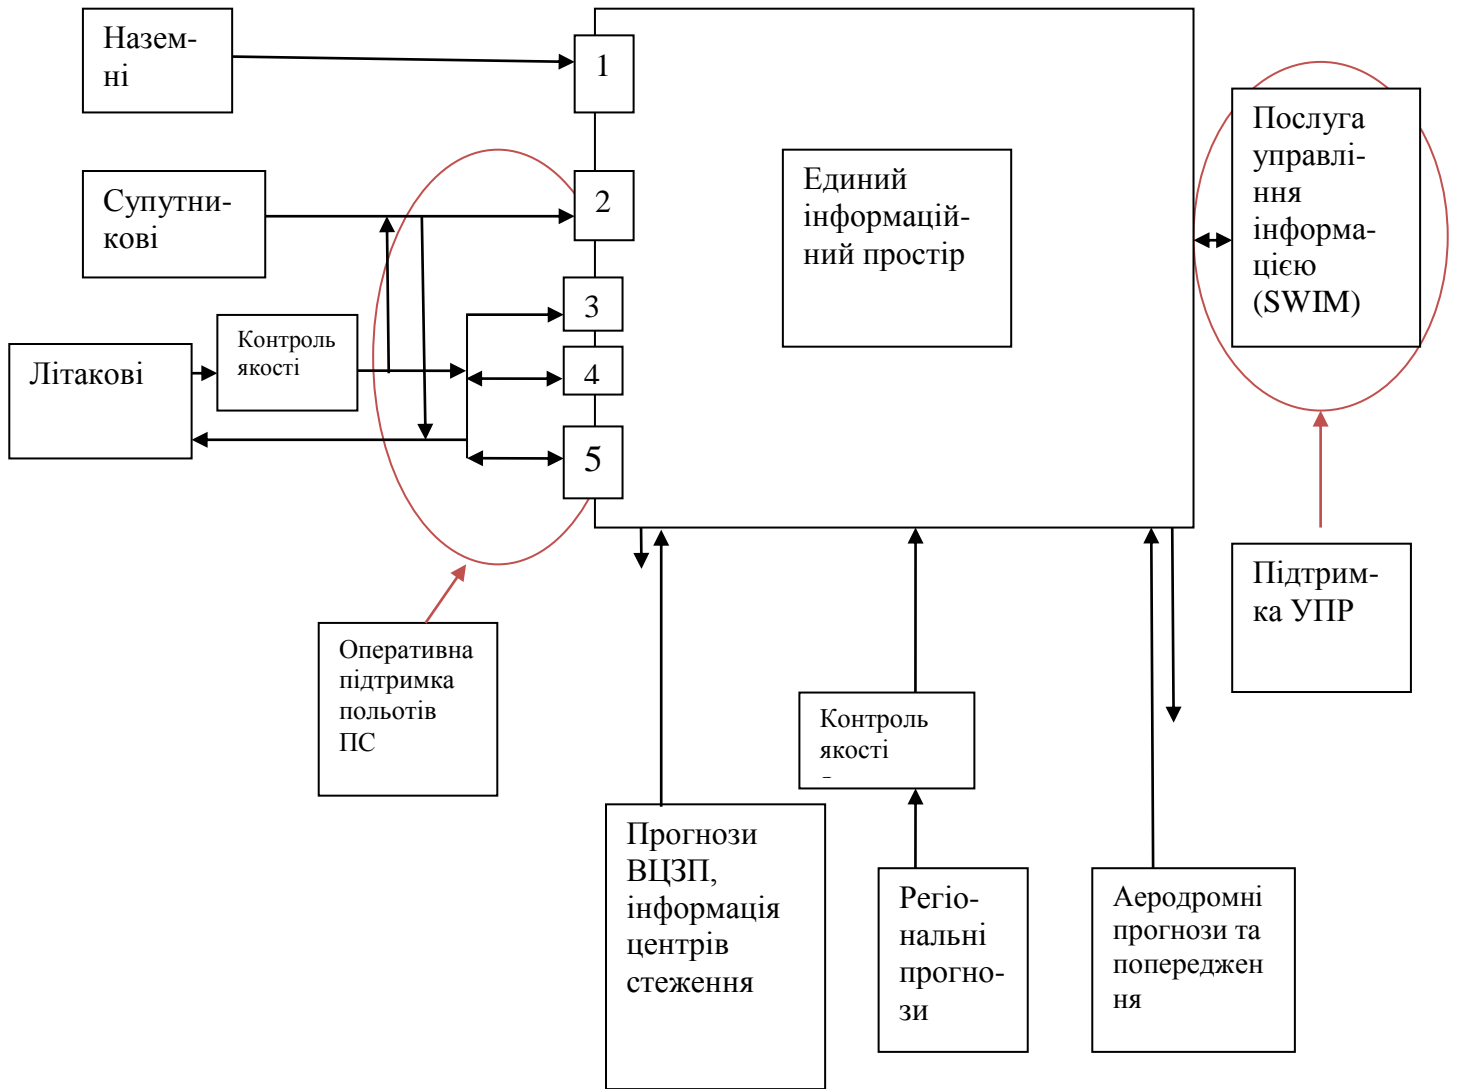 Назем-
ні
1
Супутни-
кові
2
3
4
5
Літакові
Контроль
якості
Единий
інформацій-
ний простір
Послуга
управлі-
ння
інформа-
цією
(SWIM)
Підтрим-
ка УПР
Оперативна
підтримка
польотів
ПС
Контроль
якості
Прогнози
ВЦЗП,
інформація
центрів
стеження
Регіо-
нальні
прогно-
зи
Аеродромні
прогнози та
попереджен
ня